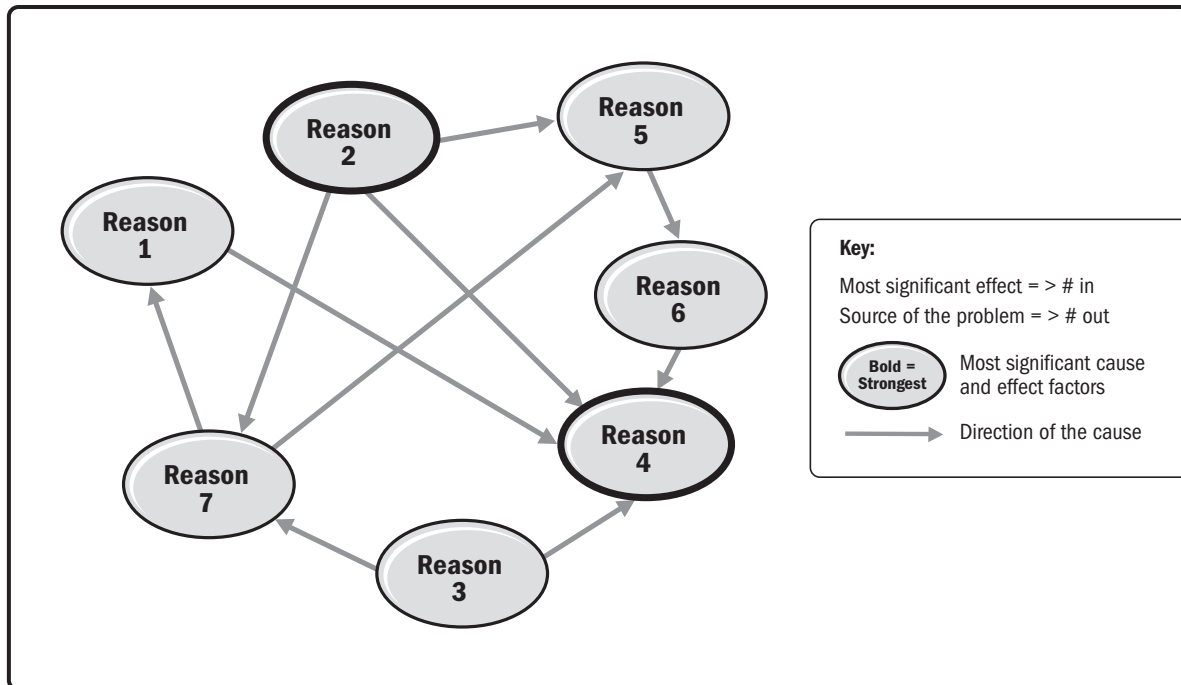 Reason
2
Reason
5
Reason
1
Reason
6
Reason
4
Reason
7
Reason
3
Key:
Most significant effect = > # in
Source of the problem = > # out
Bold =
Strongest
Most significant cause
and effect factors
Direction of the cause